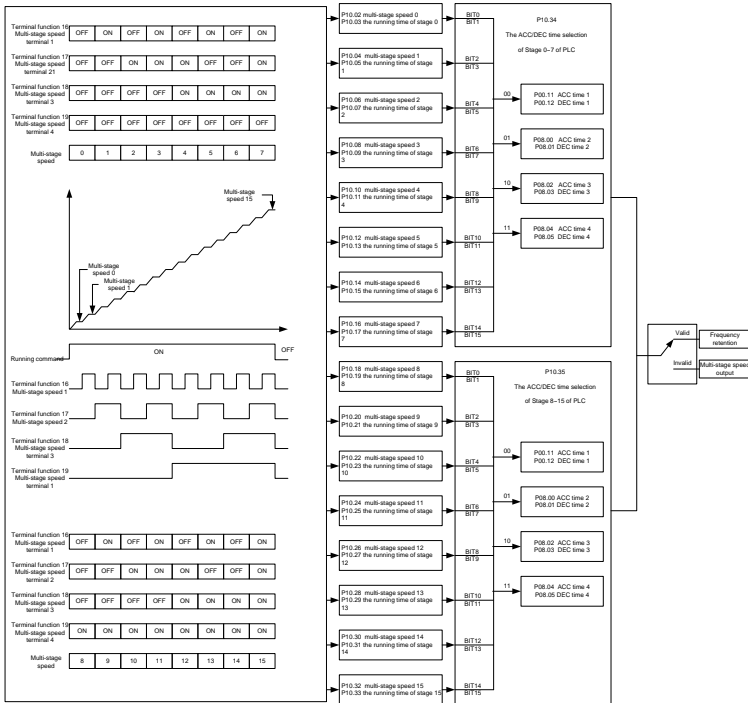 Terminal function 16
Multi-stage speed
terminal 1
OFF ON OFF ON OFF ON OFF ON
Terminal function 17
Multi-stage speed
terminal 21
OFF OFF ON ON OFF OFF ON ON
Terminal function 18
Multi-stage speed
terminal 3
OFF OFF OFF OFF ON ON ON ON
Terminal function 19
Multi-stage speed
terminal 4
OFF OFF OFF OFF OFF OFF OFF OFF
Multi-stage
speed
0 1 2 3 4 5 6 7
Multi-stage
speed 15
Multi-stage
speed 0
Multi-stage
speed 1
Running command
ON
OFF
Terminal function 16
Multi-stage speed 1
Terminal function 17
Multi-stage speed 2
Terminal function 18
Multi-stage speed
terminal 3
Terminal function 19
Multi-stage speed
terminal 1
Terminal function 16
Multi-stage speed
terminal 1
OFF ON ON OFF ON OFF ON
Terminal function 17
Multi-stage speed
terminal 2
OFF OFF ON ON OFF OFF ON ON
Terminal function 18
Multi-stage speed
terminal 3
OFF OFF OFF OFF ON ON ON ON
Terminal function 19
Multi-stage speed
terminal 4
ON ON ON ON ON ON ON ON
Multi-stage
speed
8 9 10 11 12 13 14 15
P10.02 multi-stage speed 0
P10.03 the running time of stage 0
P10.04 multi-stage speed 1
P10.05 the running time of stage
1
P10.06 multi-stage speed 2
P10.07 the running time of stage
2
P10.08 multi-stage speed 3
P10.09 the running time of stage
3
P10.10 multi-stage speed 4
P10.11 the running time of stage
4
P10.12 multi-stage speed 5
P10.13 the running time of stage 5
P10.14 multi-stage speed 6
P10.15 the running time of stage 6
P10.16 multi-stage speed 7
P10.17 the running time of stage
7
P10.18 multi-stage speed 8
P10.19 the running time of stage
8
P10.20 multi-stage speed 9
P10.21 the running time of stage 9
P10.22 multi-stage speed 10
P10.23 the running time of stage
10
P10.24 multi-stage speed 11
P10.25 the running time of stage
11
P10.26 multi-stage speed 12
P10.27 the running time of stage
12
P10.28 multi-stage speed 13
P10.29 the running time of stage
13
P10.30 multi-stage speed 14
P10.31 the running time of stage
14
P10.32 multi-stage speed 15
P10.33 the running time of stage 15
BIT0
BIT1
BIT2
BIT3
BIT4
BIT5
BIT6
BIT7
BIT8
BIT9
BIT10
BIT11
BIT12
BIT13
BIT14
BIT15
P10.34
The ACC/DEC time selection
of Stage 0~7 of PLC
00
P00.11 ACC time 1
P00.12 DEC time 1
01
P08.00 ACC time 2
P08.01 DEC time 2
10
P08.02 ACC time 3
P08.03 DEC time 3
11
P08.04 ACC time 4
P08.05 DEC time 4
BIT0
BIT1
BIT2
BIT3
BIT4
BIT5
BIT6
BIT7
BIT8
BIT9
BIT10
BIT11
BIT12
BIT13
BIT14
BIT15
P10.35
The ACC/DEC time selection
of Stage 8~15 of PLC
00
P00.11 ACC time 1
P00.12 DEC time 1
01
P08.00 ACC time 2
P08.01 DEC time 2
10
P08.02 ACC time 3
P08.03 DEC time 3
11
P08.04 ACC time 4
P08.05 DEC time 4
Valid
Frequency
retention
Invalid
Multi-stage speed
output